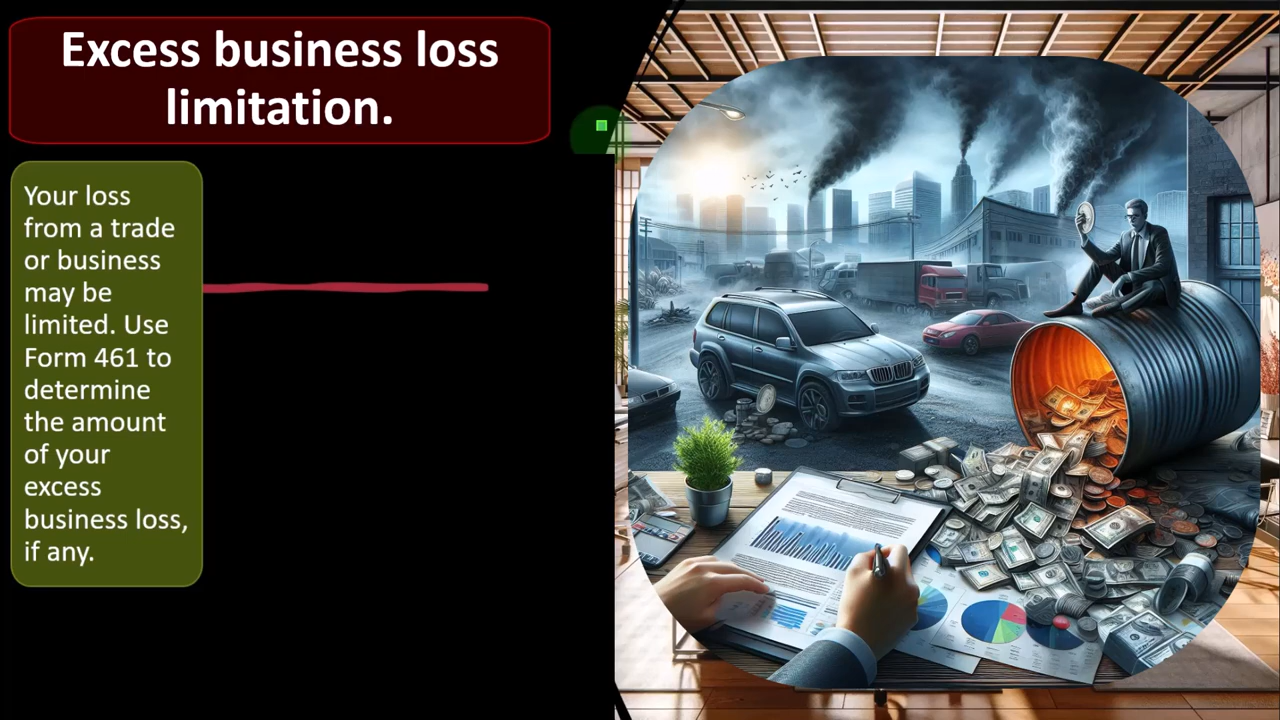 Excess business loss
limitation.
Your loss
from a trade
or business
may be
limited. Use
Form 461 to
determine
the amount
of your
excess
business loss,
if any.